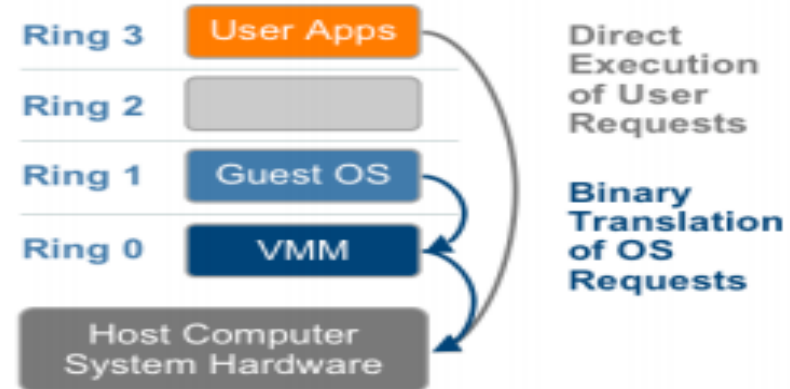 Ring 3
User Apps
Ring 2
Ring 1
Guest OS
Ring 0
VMM
Host Computer
System Hardware
Direct
Execution
of User
Requests
Binary
Translation
of OS
Requests